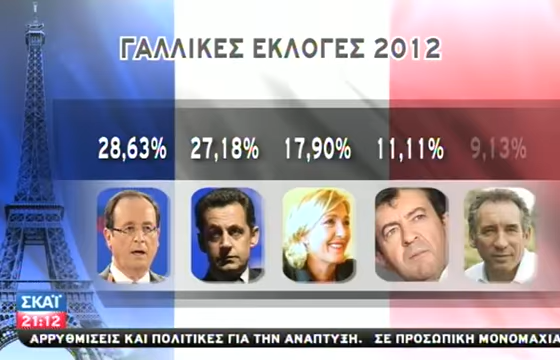 ΓΑΛΛΙΚΕΣ ΕΚΛΟΓΕΣ 2012
28,63% 27,18% 17,90% 11,11% 9,13%
ΣΚΑΪ
21:12
ΑΡΡΥΘΜΙΣΕΙΣ ΚΑΙ ΠΟΛΙΤΙΚΕΣ ΓΙΑ ΤΗΝ ΑΝΑΠΤΥΞΗ. ΣΕ ΠΡΟΣΩΠΙΚΗ ΜΟΝΟΜΑΧ